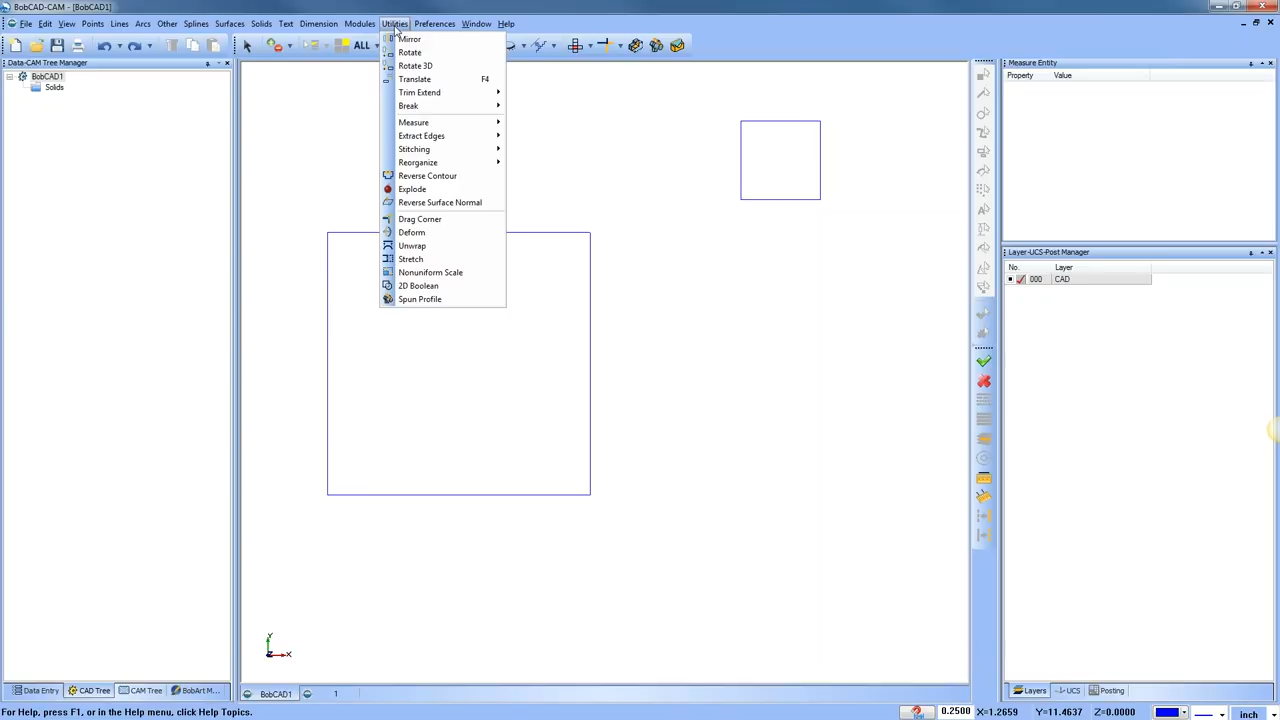 BobCAD-CAM - [BobCAD1]
File Edit View Points Lines Arcs Other Splines Surfaces Solids Text Dimension Modules Utilities Preferences Window Help
ALL
Data-CAM Tree Manager
BobCAD1
Solids
Mirror
Rotate
Rotate 3D
Translate F4
Trim Extend
Break
Measure
Extract Edges
Stitching
Reorganize
Reverse Contour
Explode
Reverse Surface Normal
Drag Corner
Deform
Unwrap
Stretch
Nonuniform Scale
2D Boolean
Spun Profile
Y
Z X
Measure Entity
Property Value
Layer-UCS-Post Manager
No. Layer
000 CAD
Data Entry CAD Tree CAM Tree BobArt M...
BobCAD1 1
Layers UCS Posting
For Help, press F1, or in the Help menu, click Help Topics.
0.2500 X=1.2659 Y=11.4637 Z=0.0000 inch